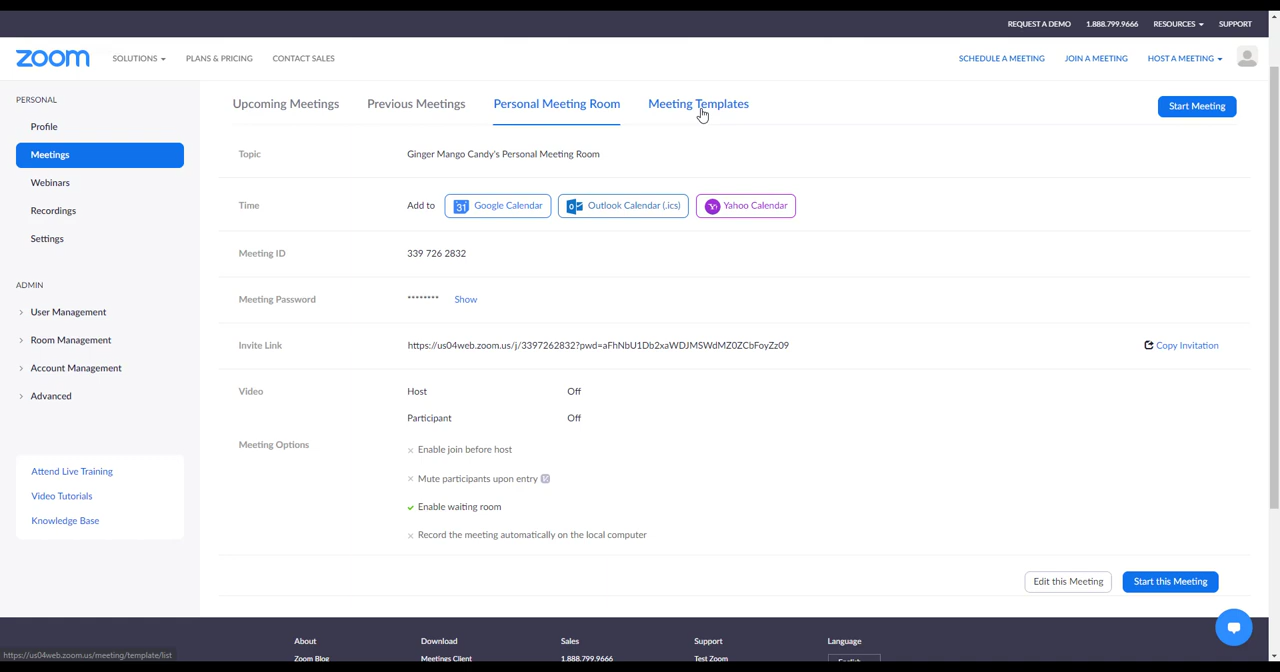 REQUEST A DEMO 1.888.799.9666 RESOURCES SUPPORT
zoom SOLUTIONS PLANS & PRICING CONTACT SALES SCHEDULE A MEETING JOIN A MEETING HOST A MEETING
PERSONAL
Profile
Meetings
Webinars
Recordings
Settings
ADMIN
User Management
Room Management
Account Management
Advanced
Attend Live Training
Video Tutorials
Knowledge Base
Upcoming Meetings Previous Meetings Personal Meeting Room Meeting Templates Start Meeting
Topic Ginger Mango Candy's Personal Meeting Room
Time Add to 31 Google Calendar Outlook Calendar (.ics) Yahoo Calendar
Meeting ID 339 726 2832
Meeting Password ******** Show
Invite Link https://us04web.zoom.us/j/3397262832?pwd=aFhNbU1Db2xaWDJMSWdMZ0ZCbFoyZz09 Copy Invitation
Video Host Off
Participant Off
Meeting Options
Enable join before host
Mute participants upon entry
Enable waiting room
Record the meeting automatically on the local computer
Edit this Meeting Start this Meeting
About Download Sales Support Language
Zoom Blog Meetings Client 1.888.799.9666 Test Zoom English
https://us04web.zoom.us/meeting/template/list